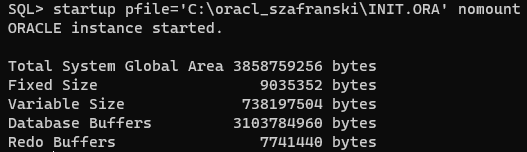 SQL> startup pfile='C:\oracl_szafranski\INIT.ORA' nomount
ORACLE instance started.

Total System Global Area 3858759256 bytes
Fixed Size                  9035352 bytes
Variable Size             738197504 bytes
Database Buffers         3103784960 bytes
Redo Buffers                7741440 bytes